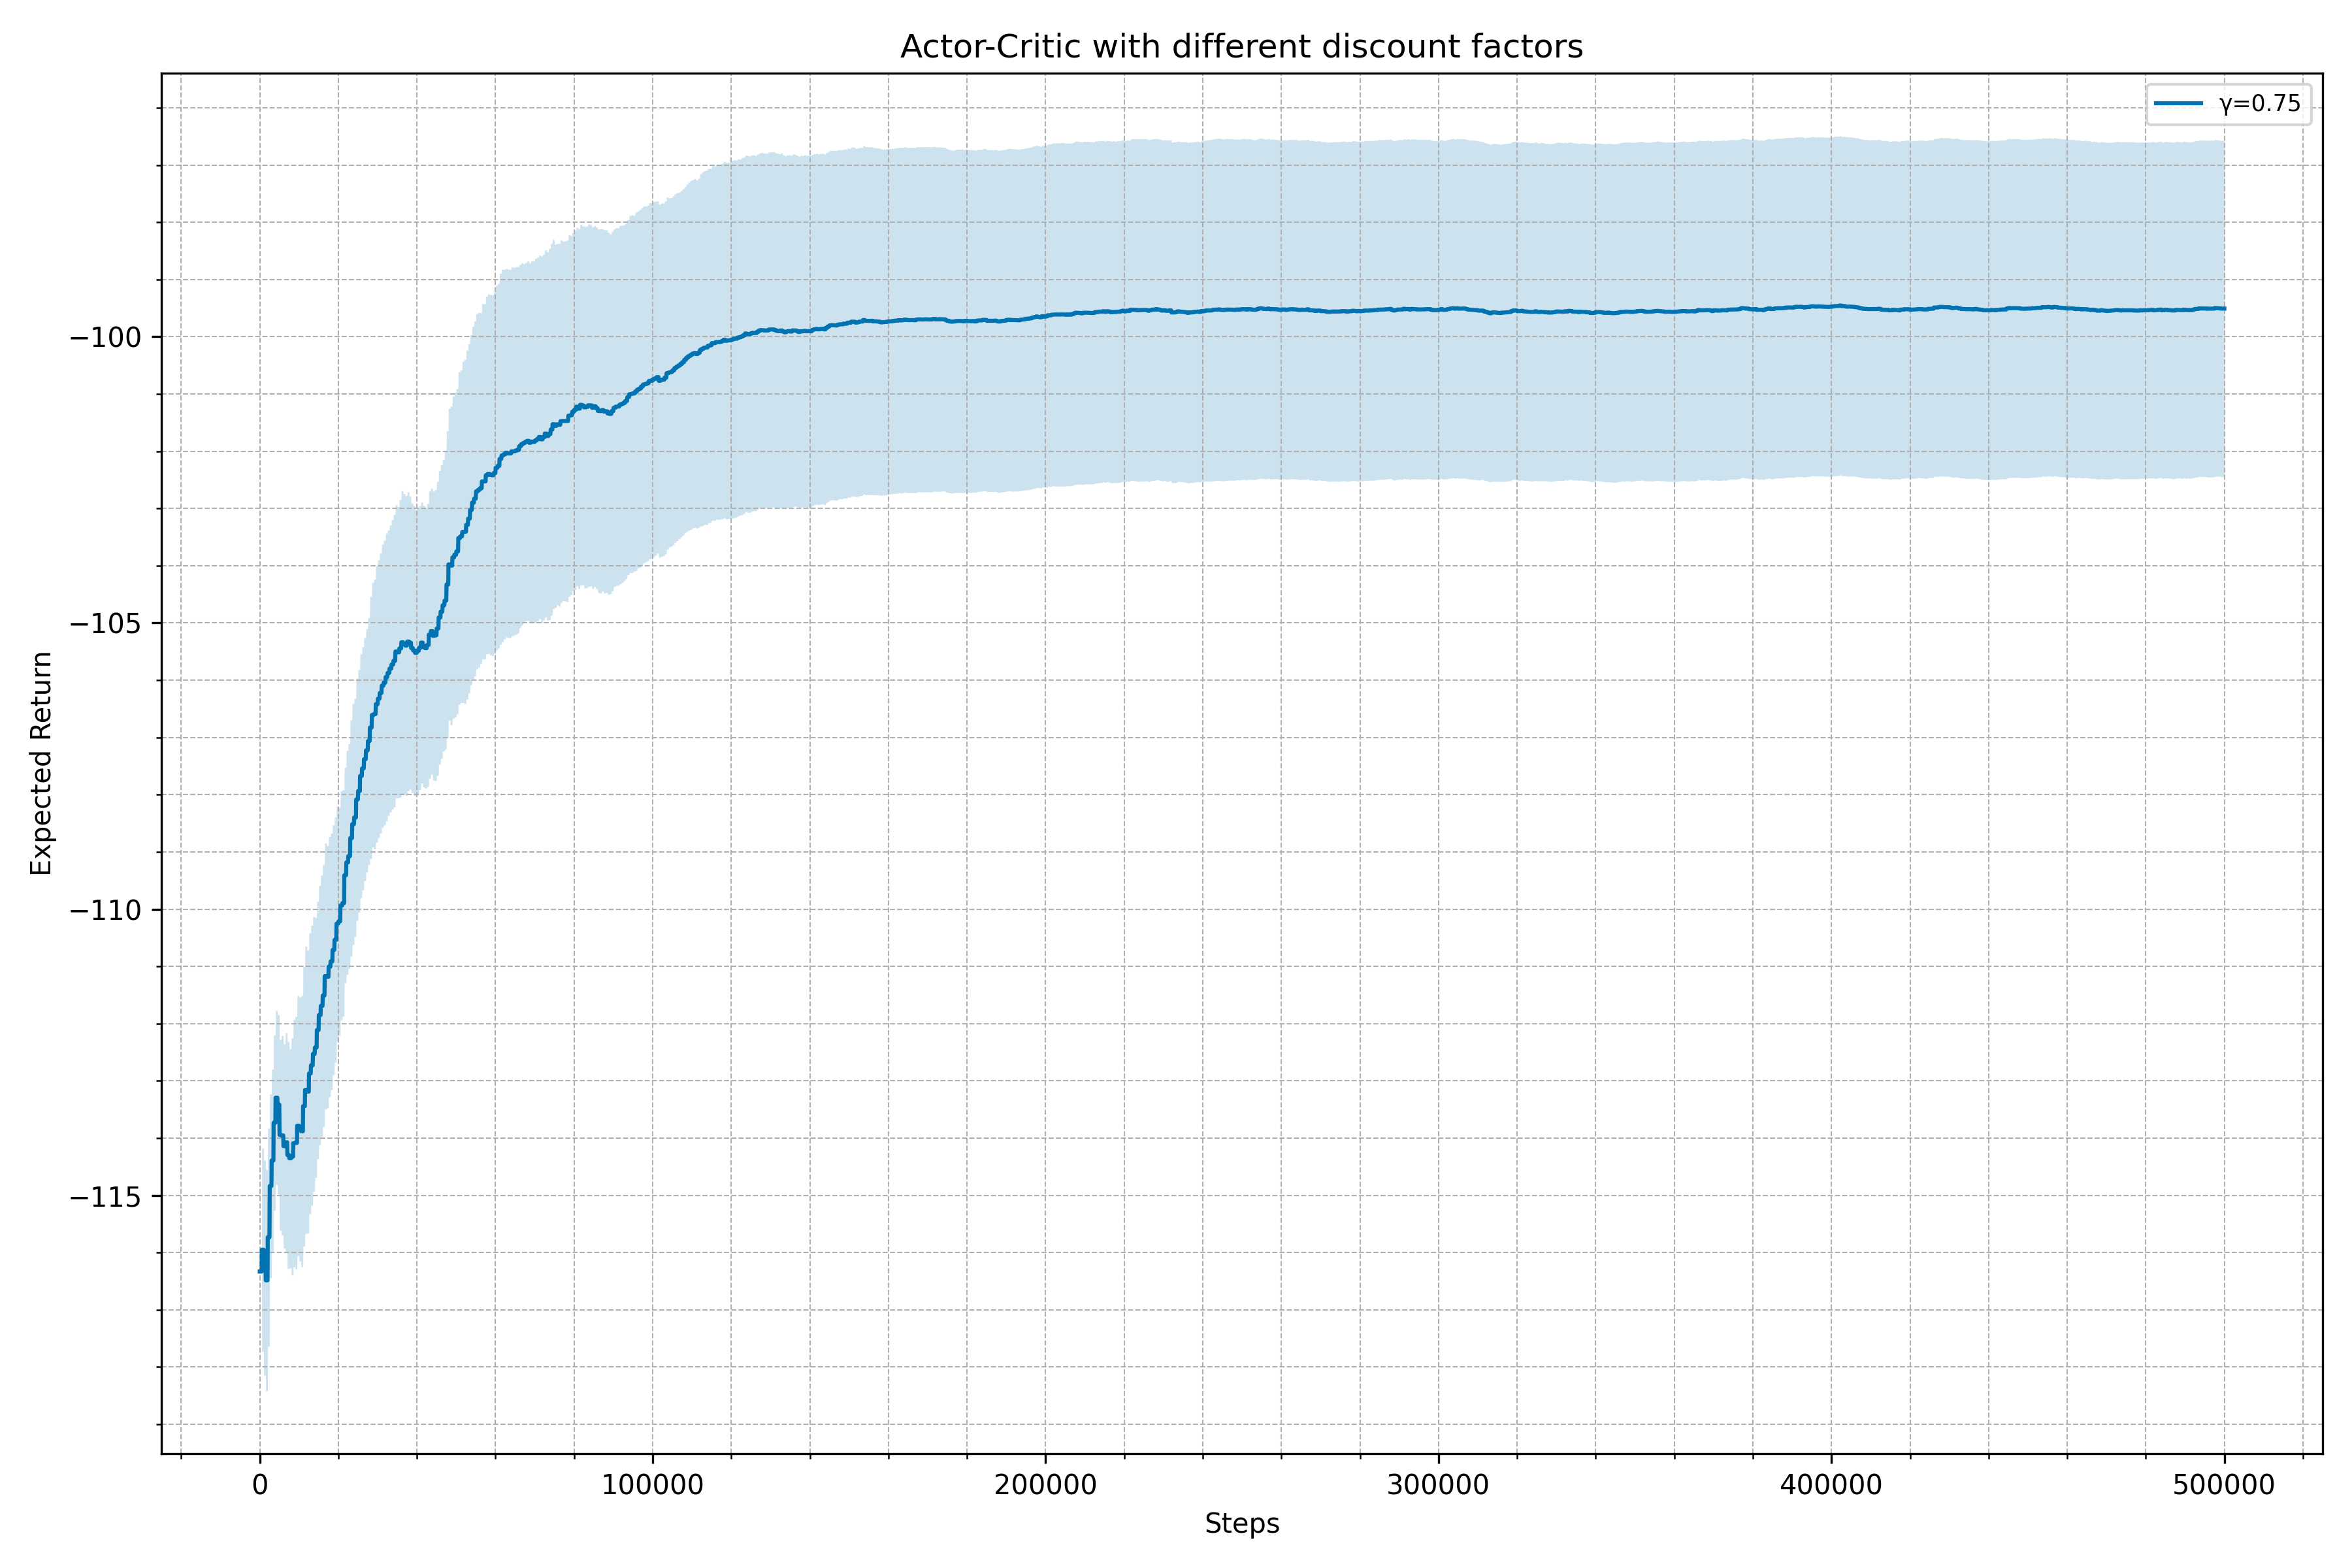 Actor-Critic with different discount factors
γ=0.75
−100
−105
−110
−115
Expected Return
0
100000
200000
300000
400000
500000
Steps